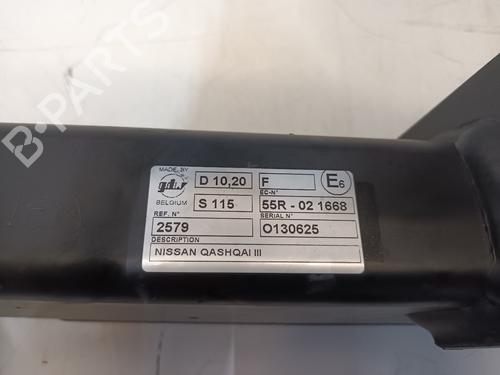 MADE BY
gdw
BELGIUM
D 10,20
F
E6
EC-N°
S 115
55R - 02 1668
REF. N°
SERIAL N°
2579
O130625
DESCRIPTION
NISSAN QASHQAI III
B-PARTS